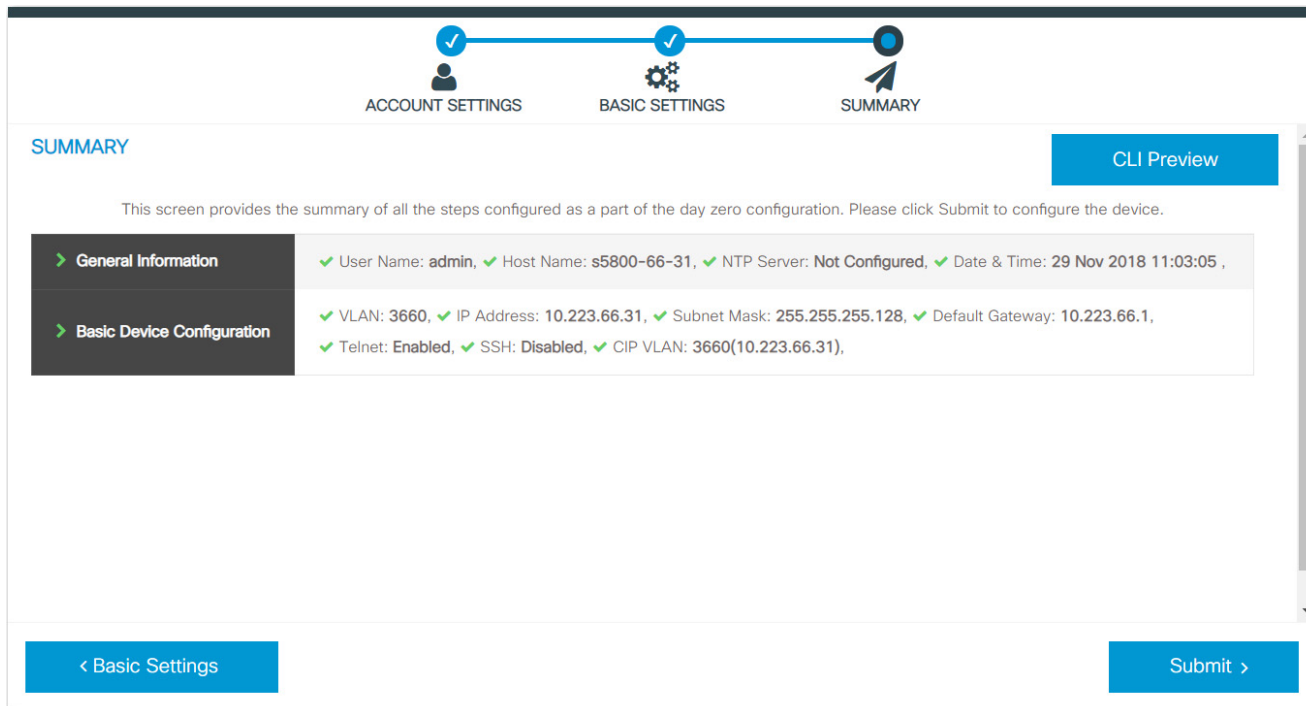 ACCOUNT SETTINGS
BASIC SETTINGS
SUMMARY
SUMMARY
CLI Preview
This screen provides the summary of all the steps configured as a part of the day zero configuration. Please click Submit to configure the device.
General Information
User Name: admin, Host Name: s5800-66-31, NTP Server: Not Configured, Date & Time: 29 Nov 2018 11:03:05 ,
Basic Device Configuration
VLAN: 3660, IP Address: 10.223.66.31, Subnet Mask: 255.255.255.128, Default Gateway: 10.223.66.1,
Telnet: Enabled, SSH: Disabled, CIP VLAN: 3660(10.223.66.31),
< Basic Settings
Submit >